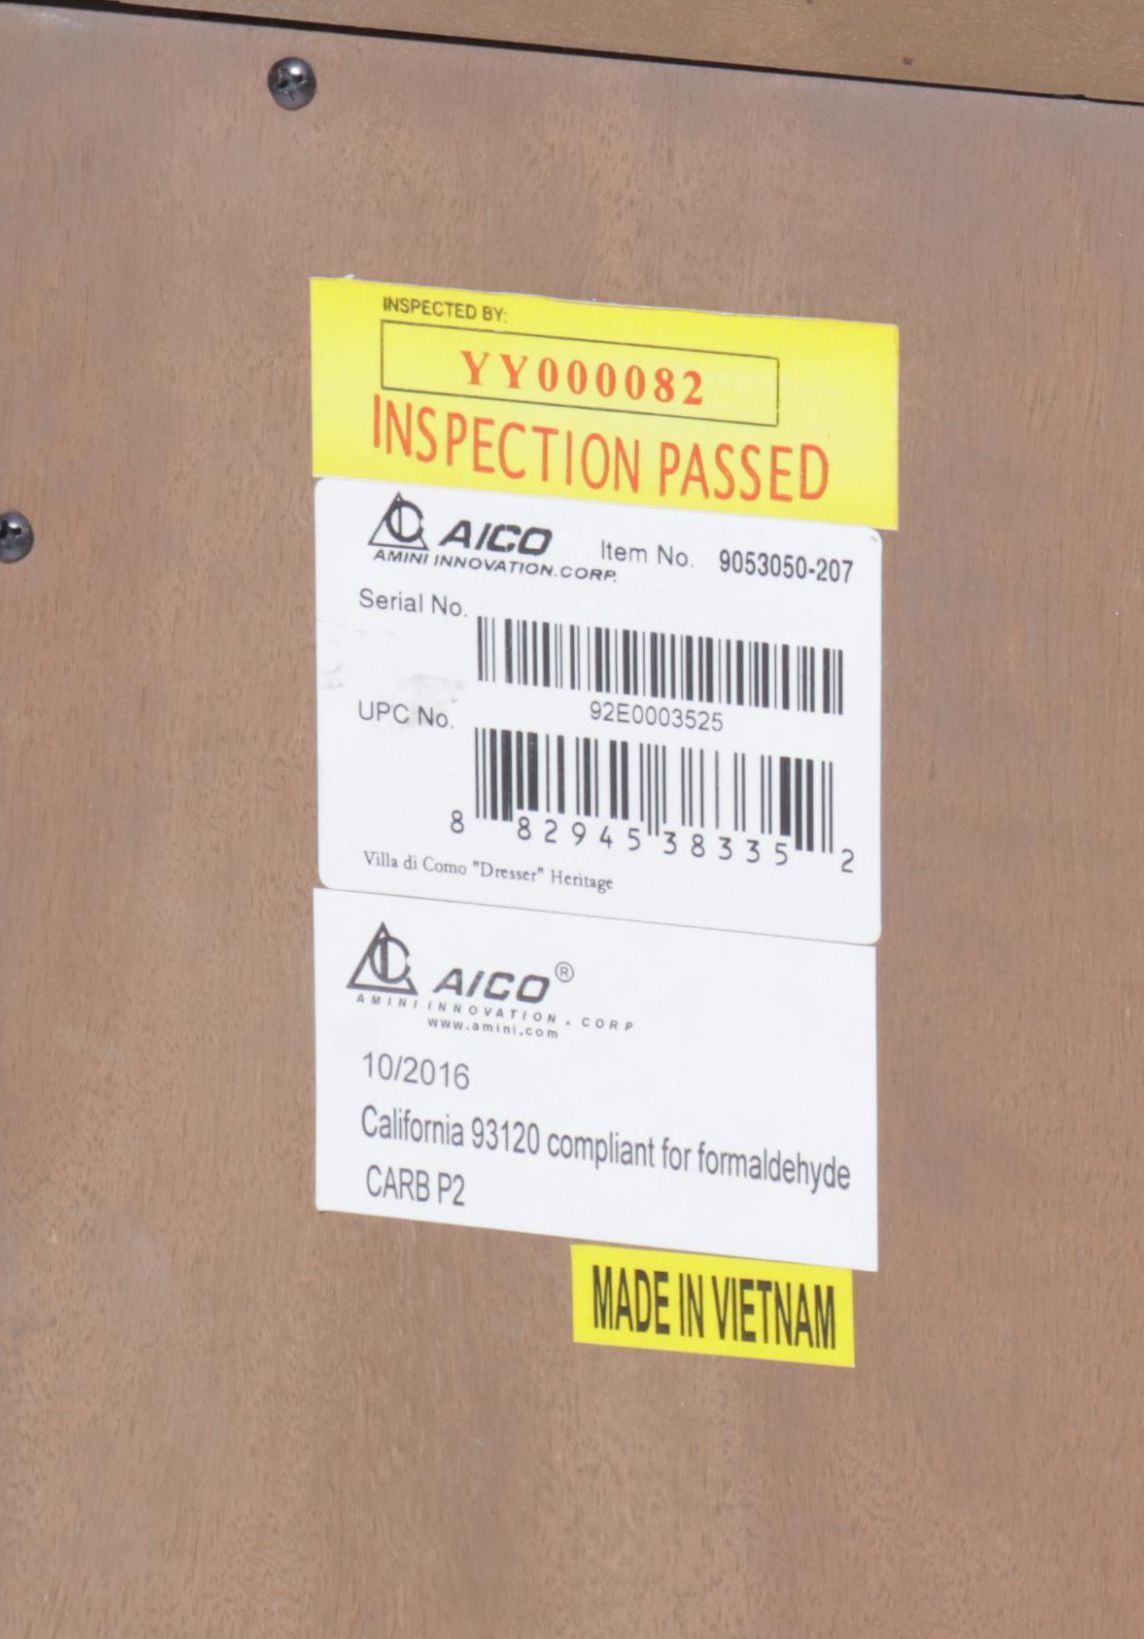 INSPECTED BY:
YY000082
INSPECTION PASSED
AICO
AMINI INNOVATION.CORP.
Item No. 9053050-207
Serial No.
92E0003525
UPC No.
8 82945 38335 2
Villa di Como "Dresser" Heritage
AICO®
AMINI INNOVATION . CORP
www.amini.com
10/2016
California 93120 compliant for formaldehyde
CARB P2
MADE IN VIETNAM